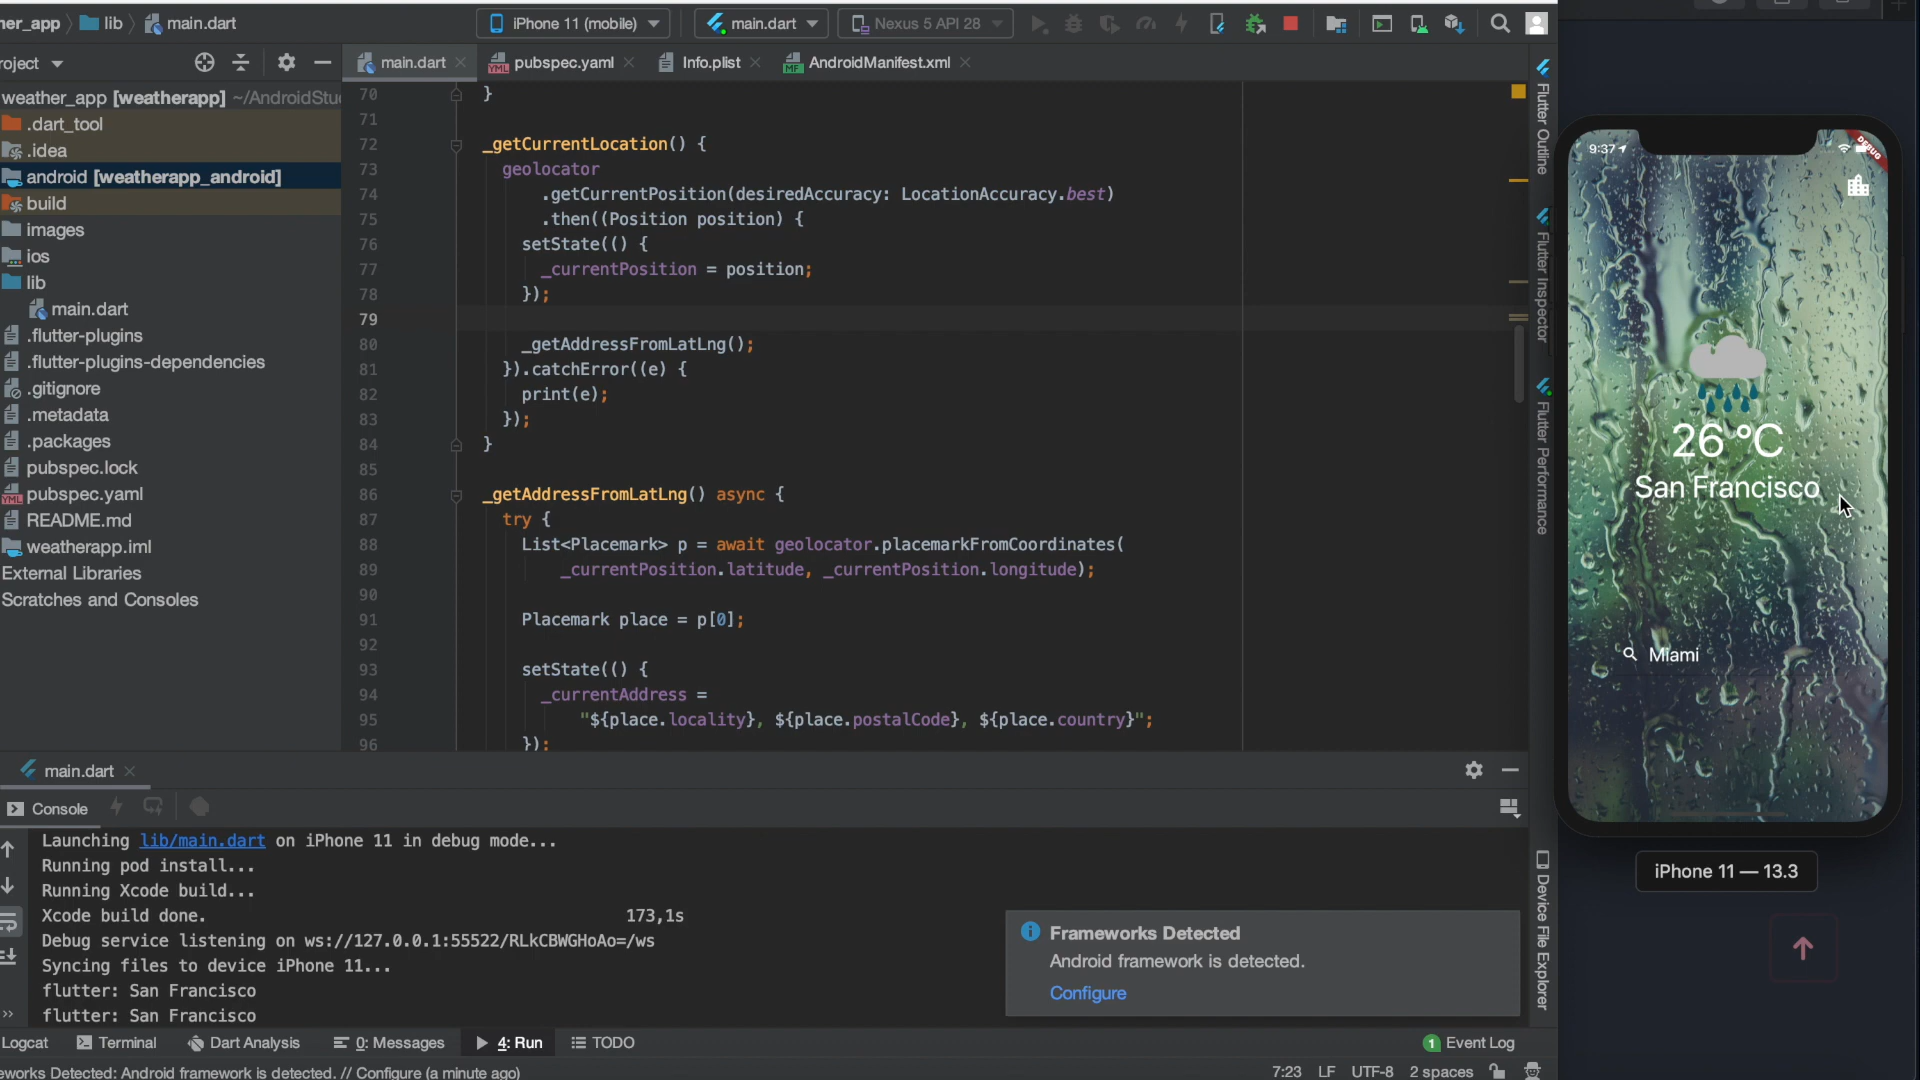 her_app lib main.dart
iPhone 11 (mobile)
main.dart
Nexus 5 API 28
roject
main.dart
pubspec.yaml
Info.plist
AndroidManifest.xml
weather_app [weatherapp] ~/AndroidStu
.dart_tool
.idea
android [weatherapp_android]
build
images
ios
lib
main.dart
.flutter-plugins
.flutter-plugins-dependencies
.gitignore
.metadata
.packages
pubspec.lock
pubspec.yaml
README.md
weatherapp.iml
External Libraries
Scratches and Consoles
70 }
71
72 _getCurrentLocation() {
73 geolocator
74 .getCurrentPosition(desiredAccuracy: LocationAccuracy.best)
75 .then((Position position) {
76 setState(() {
77 _currentPosition = position;
78 });
79
80 _getAddressFromLatLng();
81 }).catchError((e) {
82 print(e);
83 });
84 }
85
86 _getAddressFromLatLng() async {
87 try {
88 List<Placemark> p = await geolocator.placemarkFromCoordinates(
89 _currentPosition.latitude, _currentPosition.longitude);
90
91 Placemark place = p[0];
92
93 setState(() {
94 _currentAddress =
95 "${place.locality}, ${place.postalCode}, ${place.country}";
96 });
Flutter Outline
Flutter Inspector
Flutter Performance
Device File Explorer
9:37
DEBUG
26 °C
San Francisco
Miami
iPhone 11 — 13.3
main.dart
Console
Launching lib/main.dart on iPhone 11 in debug mode...
Running pod install...
Running Xcode build...
Xcode build done. 173,1s
Debug service listening on ws://127.0.0.1:55522/RLkCBWGHoAo=/ws
Syncing files to device iPhone 11...
flutter: San Francisco
flutter: San Francisco
Frameworks Detected
Android framework is detected.
Configure
Logcat
Terminal
Dart Analysis
0: Messages
4: Run
TODO
1 Event Log
eworks Detected: Android framework is detected. // Configure (a minute ago)
7:23 LF UTF-8 2 spaces